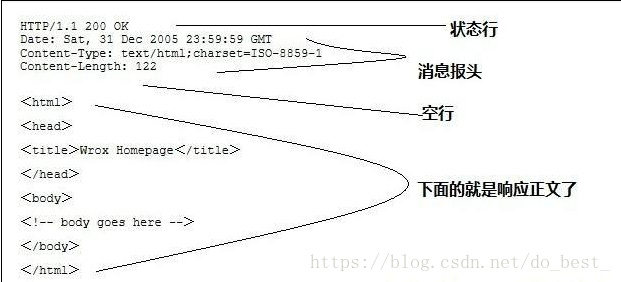 HTTP/1.1 200 OK
状态行
Date: Sat, 31 Dec 2005 23:59:59 GMT
Content-Type: text/html;charset=ISO-8859-1
Content-Length: 122
消息报头
空行
<html>
<head>
<title>Wrox Homepage</title>
</head>
下面的就是响应正文了
<body>
<!-- body goes here -->
</body>
</html>
https://blog.csdn.net/do_best_